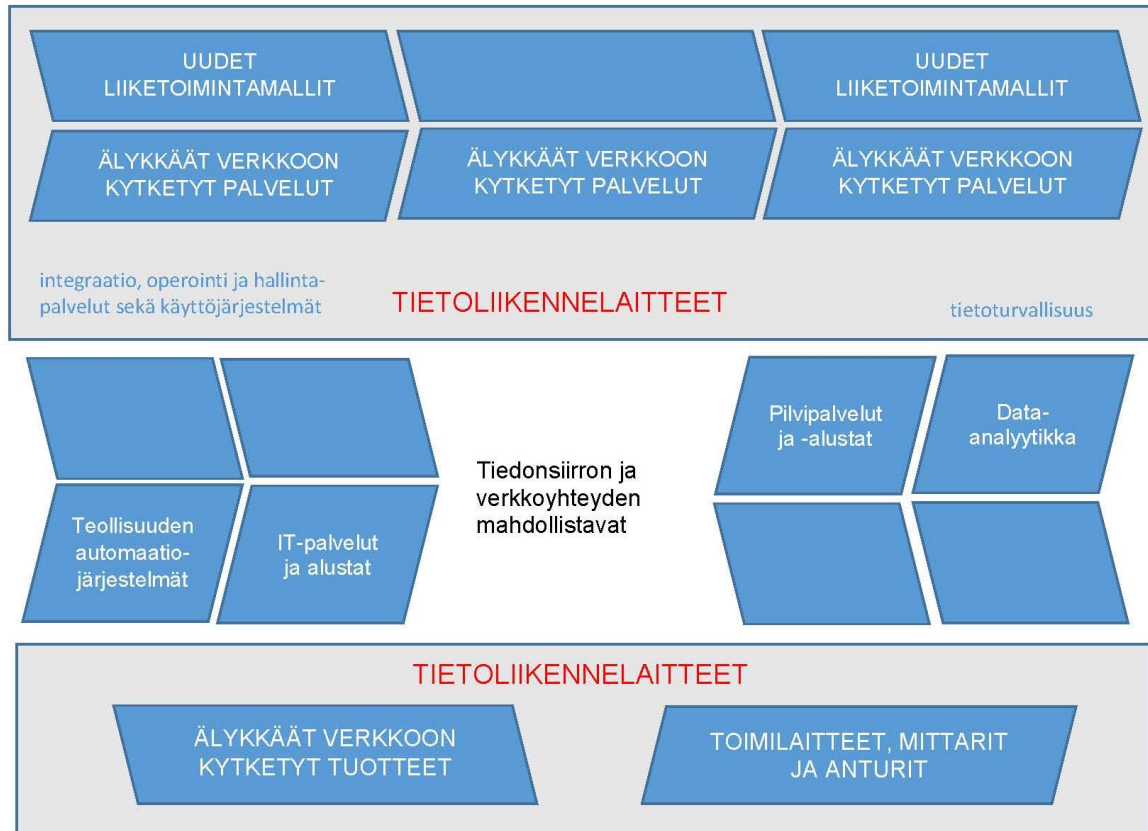 UUDET
LIIKETOIMINTAMALLIT
UUDET
LIIKETOIMINTAMALLIT
ÄLYKKÄÄT VERKKOON
KYTKETYT PALVELUT
ÄLYKKÄÄT VERKKOON
KYTKETYT PALVELUT
ÄLYKKÄÄT VERKKOON
KYTKETYT PALVELUT
integraatio, operointi ja hallinta-
palvelut sekä käyttöjärjestelmät
TIETOLIIKENNELAITTEET
tietoturvallisuus
Teollisuuden
automaatio-
järjestelmät
IT-palvelut
ja alustat
Tiedonsiirron ja
verkkoyhteyden
mahdollistavat
Pilvipalvelut
ja -alustat
Data-
analyytikka
TIETOLIIKENNELAITTEET
ÄLYKKÄÄT VERKKOON
KYTKETYT TUOTTEET
TOIMILAITTEET, MITTARIT
JA ANTURIT